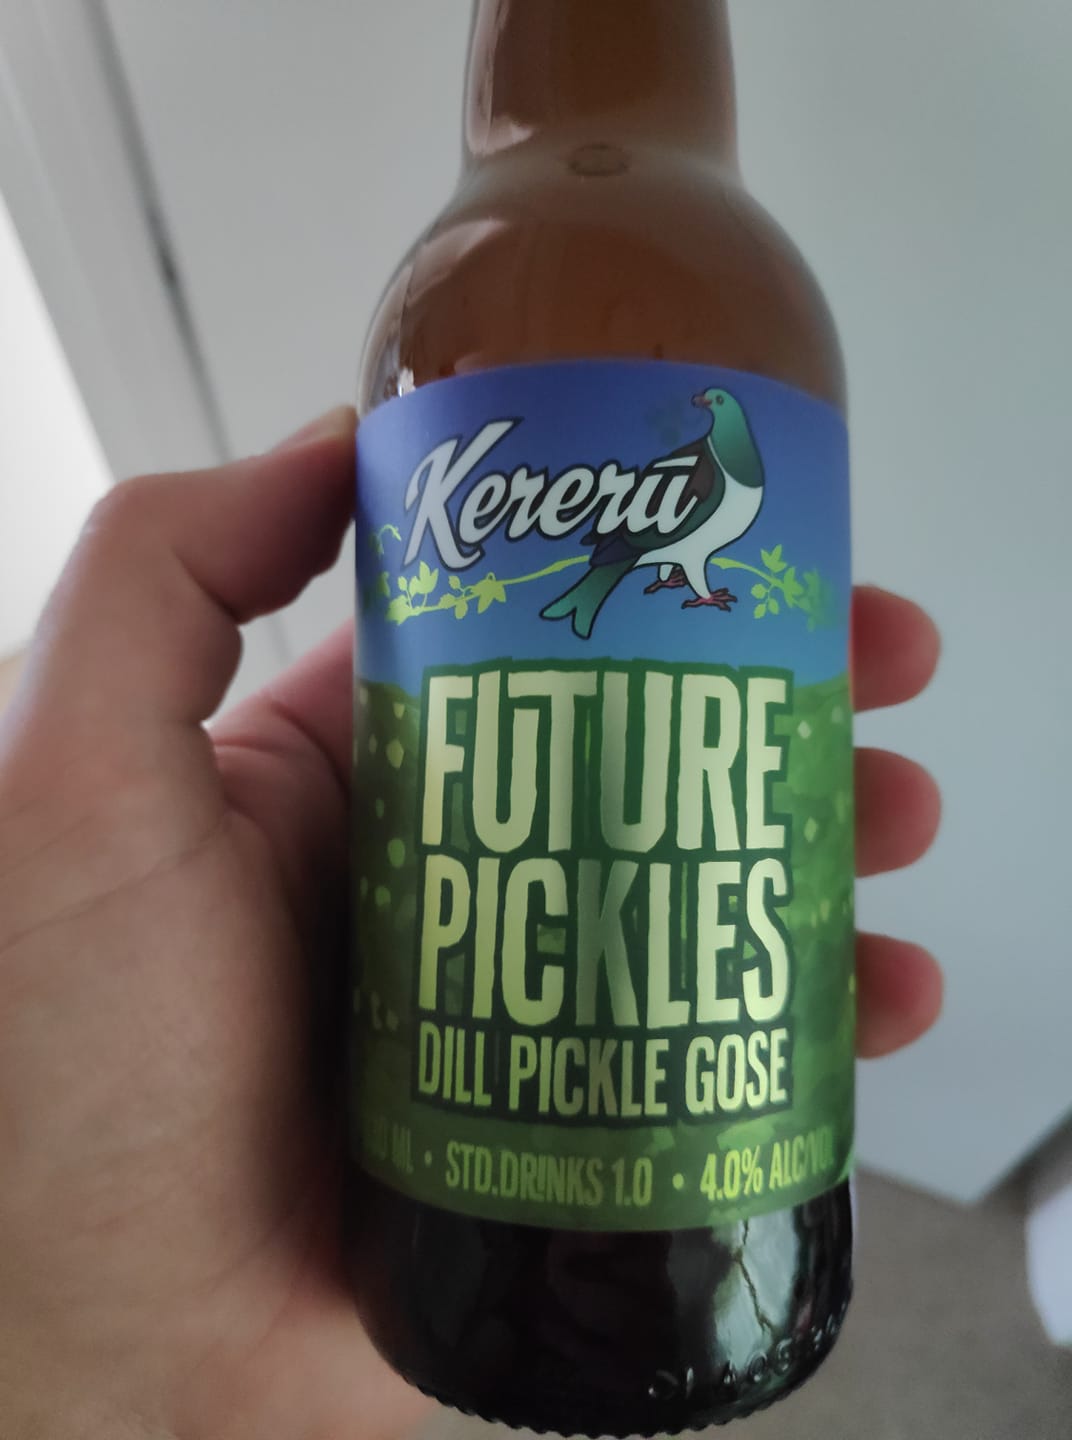 Kererū
FUTURE
PICKLES
DILL PICKLE GOSE
ML • STD.DRINKS 1.0 • 4.0% ALC/VOL